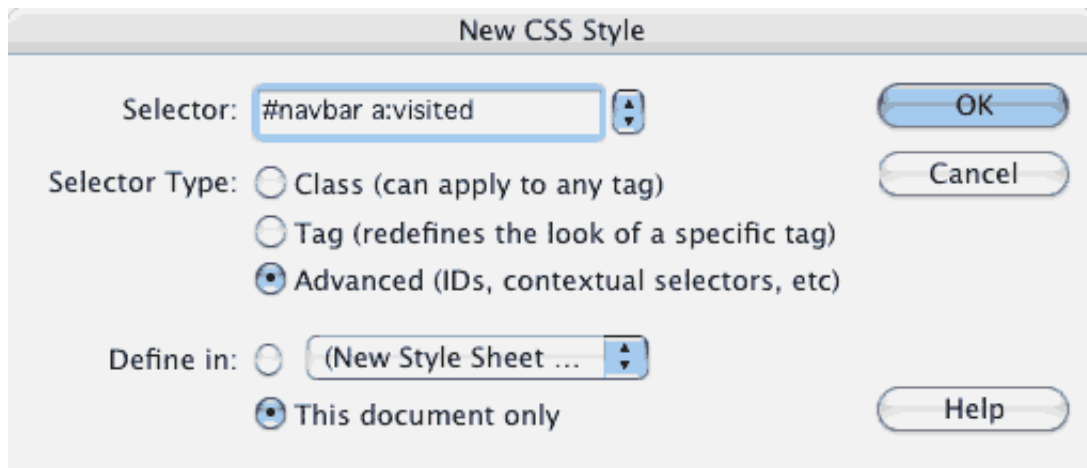 New CSS Style
Selector: #navbar a:visited
OK
Selector Type: Class (can apply to any tag)
Cancel
Tag (redefines the look of a specific tag)
Advanced (IDs, contextual selectors, etc)
Define in: (New Style Sheet ...
This document only
Help